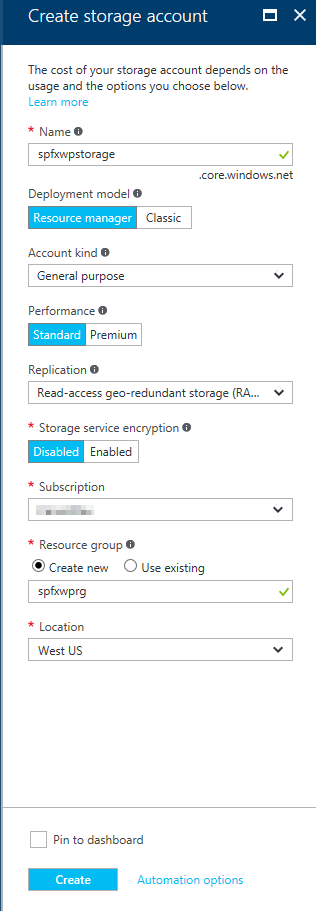 Create storage account
The cost of your storage account depends on the
usage and the options you choose below.
Learn more
* Name
spfxwpstorage
.core.windows.net
Deployment model
Resource manager Classic
Account kind
General purpose
Performance
Standard Premium
Replication
Read-access geo-redundant storage (RA...
* Storage service encryption
Disabled Enabled
* Subscription
* Resource group
Create new Use existing
spfxwprg
* Location
West US
Pin to dashboard
Create Automation options